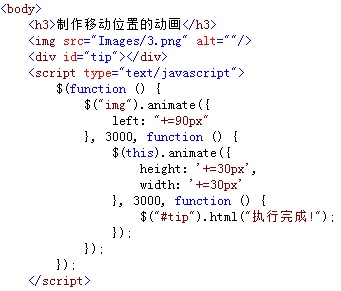 <body>
    <h3>制作移动位置的动画</h3>
    <img src="Images/3.png" alt=""/>
    <div id="tip"></div>
    <script type="text/javascript">
        $(function () {
            $("img").animate({
                left: "+=90px"
            }, 3000, function () {
                $(this).animate({
                    height: '+=30px',
                    width: '+=30px'
                }, 3000, function () {
                    $("#tip").html("执行完成!");
                });
            });
        });
    </script>